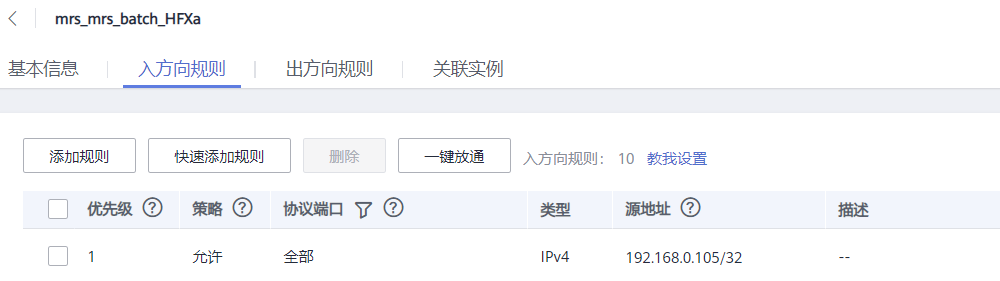 mrs_mrs_batch_HFXa
基本信息 入方向规则 出方向规则 关联实例
添加规则 快速添加规则 删除 一键放通 入方向规则： 10 教我设置
优先级 ? 策略 ? 协议端口 ? 类型 源地址 ? 描述
1 允许 全部 IPv4 192.168.0.105/32 --